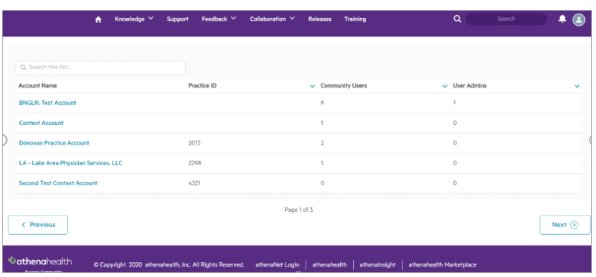 Knowledge Support Feedback Collaboration Releases Training Search
Search this list...
Account Name Practice ID Community Users User Admins
BNGLR: Test Account 6 1
Context Account 1 0
Donovan Practice Account 2013 2 0
LA - Lake Area Physician Services, LLC 2298 1 0
Second Test Context Account 4321 0 0
Page 1 of 3.
< Previous Next
athenahealth © Copyright 2020 athenahealth, Inc. All Rights Reserved. athenaNet Login | athenahealth | athenaInsight | athenahealth Marketplace